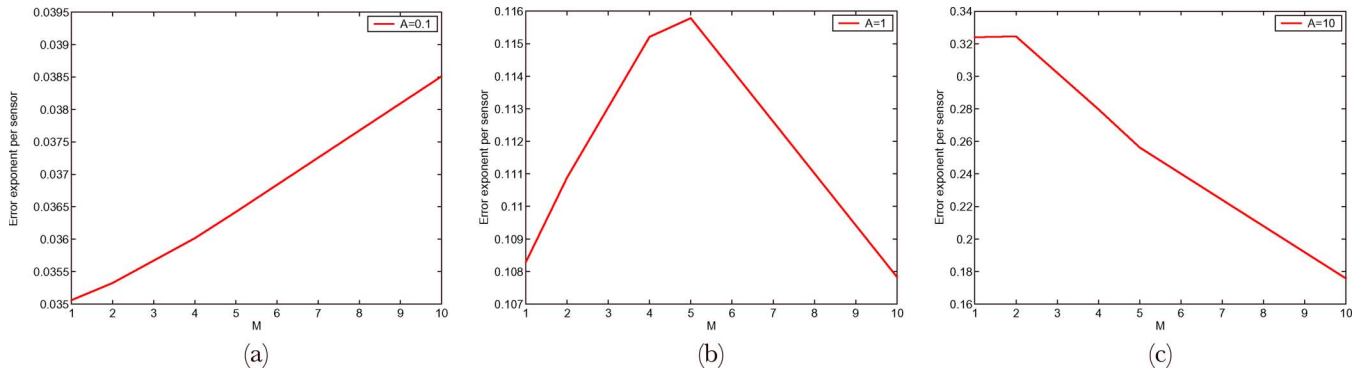 0.0395
0.039
0.0385
0.038
0.0375
0.037
0.0365
0.036
0.0355
0.035
Error exponent per sensor
A=0.1
1 2 3 4 5 6 7 8 9 10
M
(a)
0.116
0.115
0.114
0.113
0.112
0.111
0.11
0.109
0.108
0.107
Error exponent per sensor
A=1
1 2 3 4 5 6 7 8 9 10
M
(b)
0.34
0.32
0.3
0.28
0.26
0.24
0.22
0.2
0.18
0.16
Error exponent per sensor
A=10
1 2 3 4 5 6 7 8 9 10
M
(c)